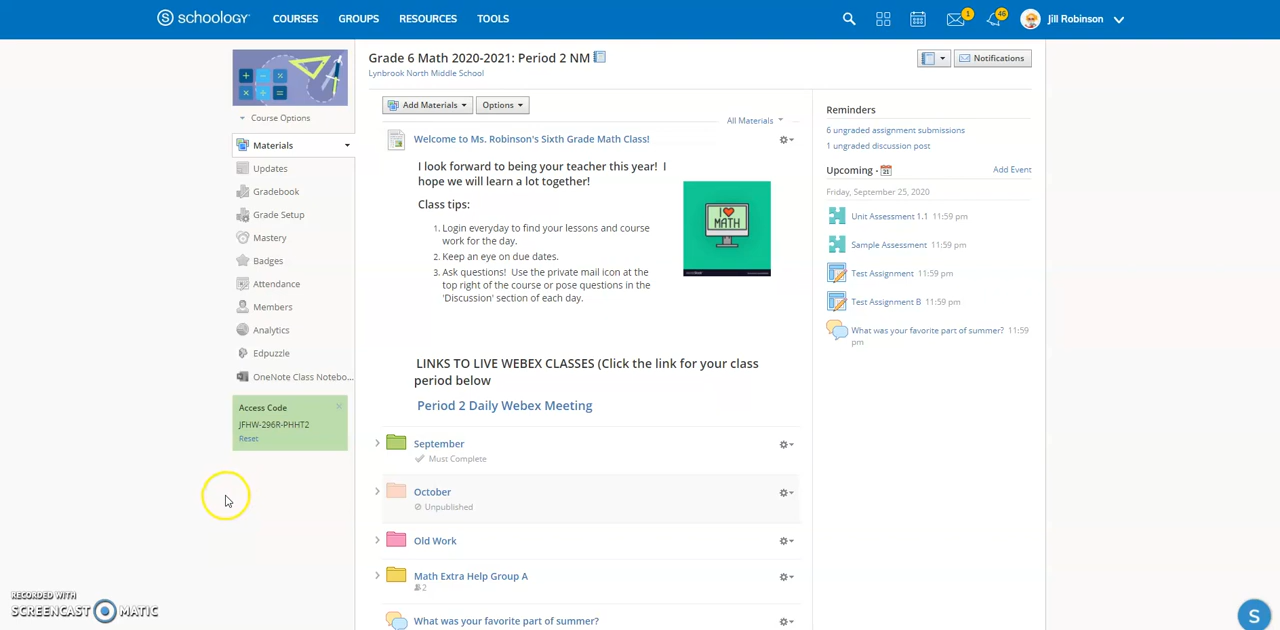 S schoology®
COURSES
GROUPS
RESOURCES
TOOLS
1
46
Jill Robinson
Course Options
Materials
Updates
Gradebook
Grade Setup
Mastery
Badges
Attendance
Members
Analytics
Edpuzzle
OneNote Class Notebo...
Access Code
JFHW-296R-PHHT2
Reset
Grade 6 Math 2020-2021: Period 2 NM
Lynbrook North Middle School
Notifications
Add Materials
Options
All Materials
Welcome to Ms. Robinson's Sixth Grade Math Class!
I look forward to being your teacher this year! I
hope we will learn a lot together!
Class tips:
1. Login everyday to find your lessons and course
work for the day.
2. Keep an eye on due dates.
3. Ask questions! Use the private mail icon at the
top right of the course or pose questions in the
'Discussion' section of each day.
I
MATH
LINKS TO LIVE WEBEX CLASSES (Click the link for your class
period below
Period 2 Daily Webex Meeting
September
Must Complete
October
Unpublished
Old Work
Math Extra Help Group A
2
What was your favorite part of summer?
Reminders
6 ungraded assignment submissions
1 ungraded discussion post
Upcoming · 21
Add Event
Friday, September 25, 2020
Unit Assessment 1.1 11:59 pm
Sample Assessment 11:59 pm
Test Assignment 11:59 pm
Test Assignment B 11:59 pm
What was your favorite part of summer? 11:59
pm
RECORDED WITH
SCREENCAST MATIC
S